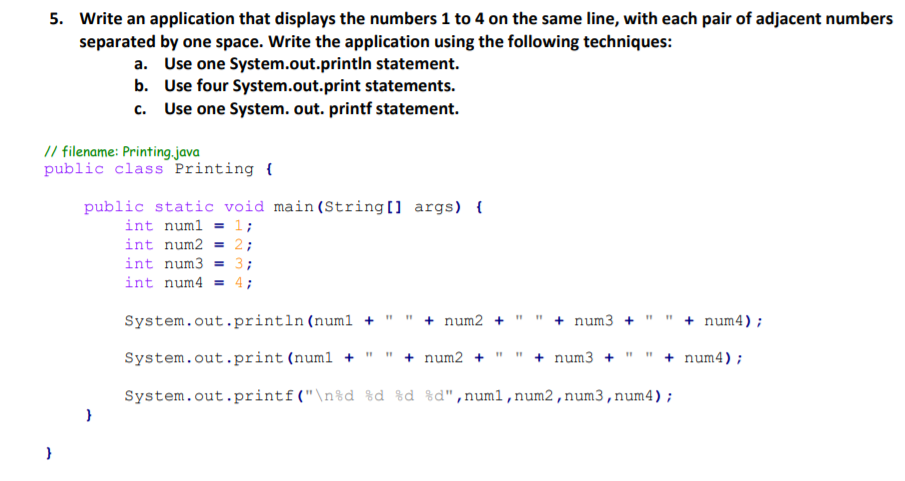 5. Write an application that displays the numbers 1 to 4 on the same line, with each pair of adjacent numbers
separated by one space. Write the application using the following techniques:
a. Use one System.out.println statement.
b. Use four System.out.print statements.
c. Use one System. out. printf statement.
// filename: Printing.java
public class Printing {
public static void main(String[] args) {
int num1 = 1;
int num2 = 2;
int num3 = 3;
int num4 = 4;
System.out.println(num1 + " " + num2 + " " + num3 + " " + num4);
System.out.print(num1 + " " + num2 + " " + num3 + " " + num4);
System.out.printf("\n%d %d %d %d",num1,num2,num3,num4);
}
}